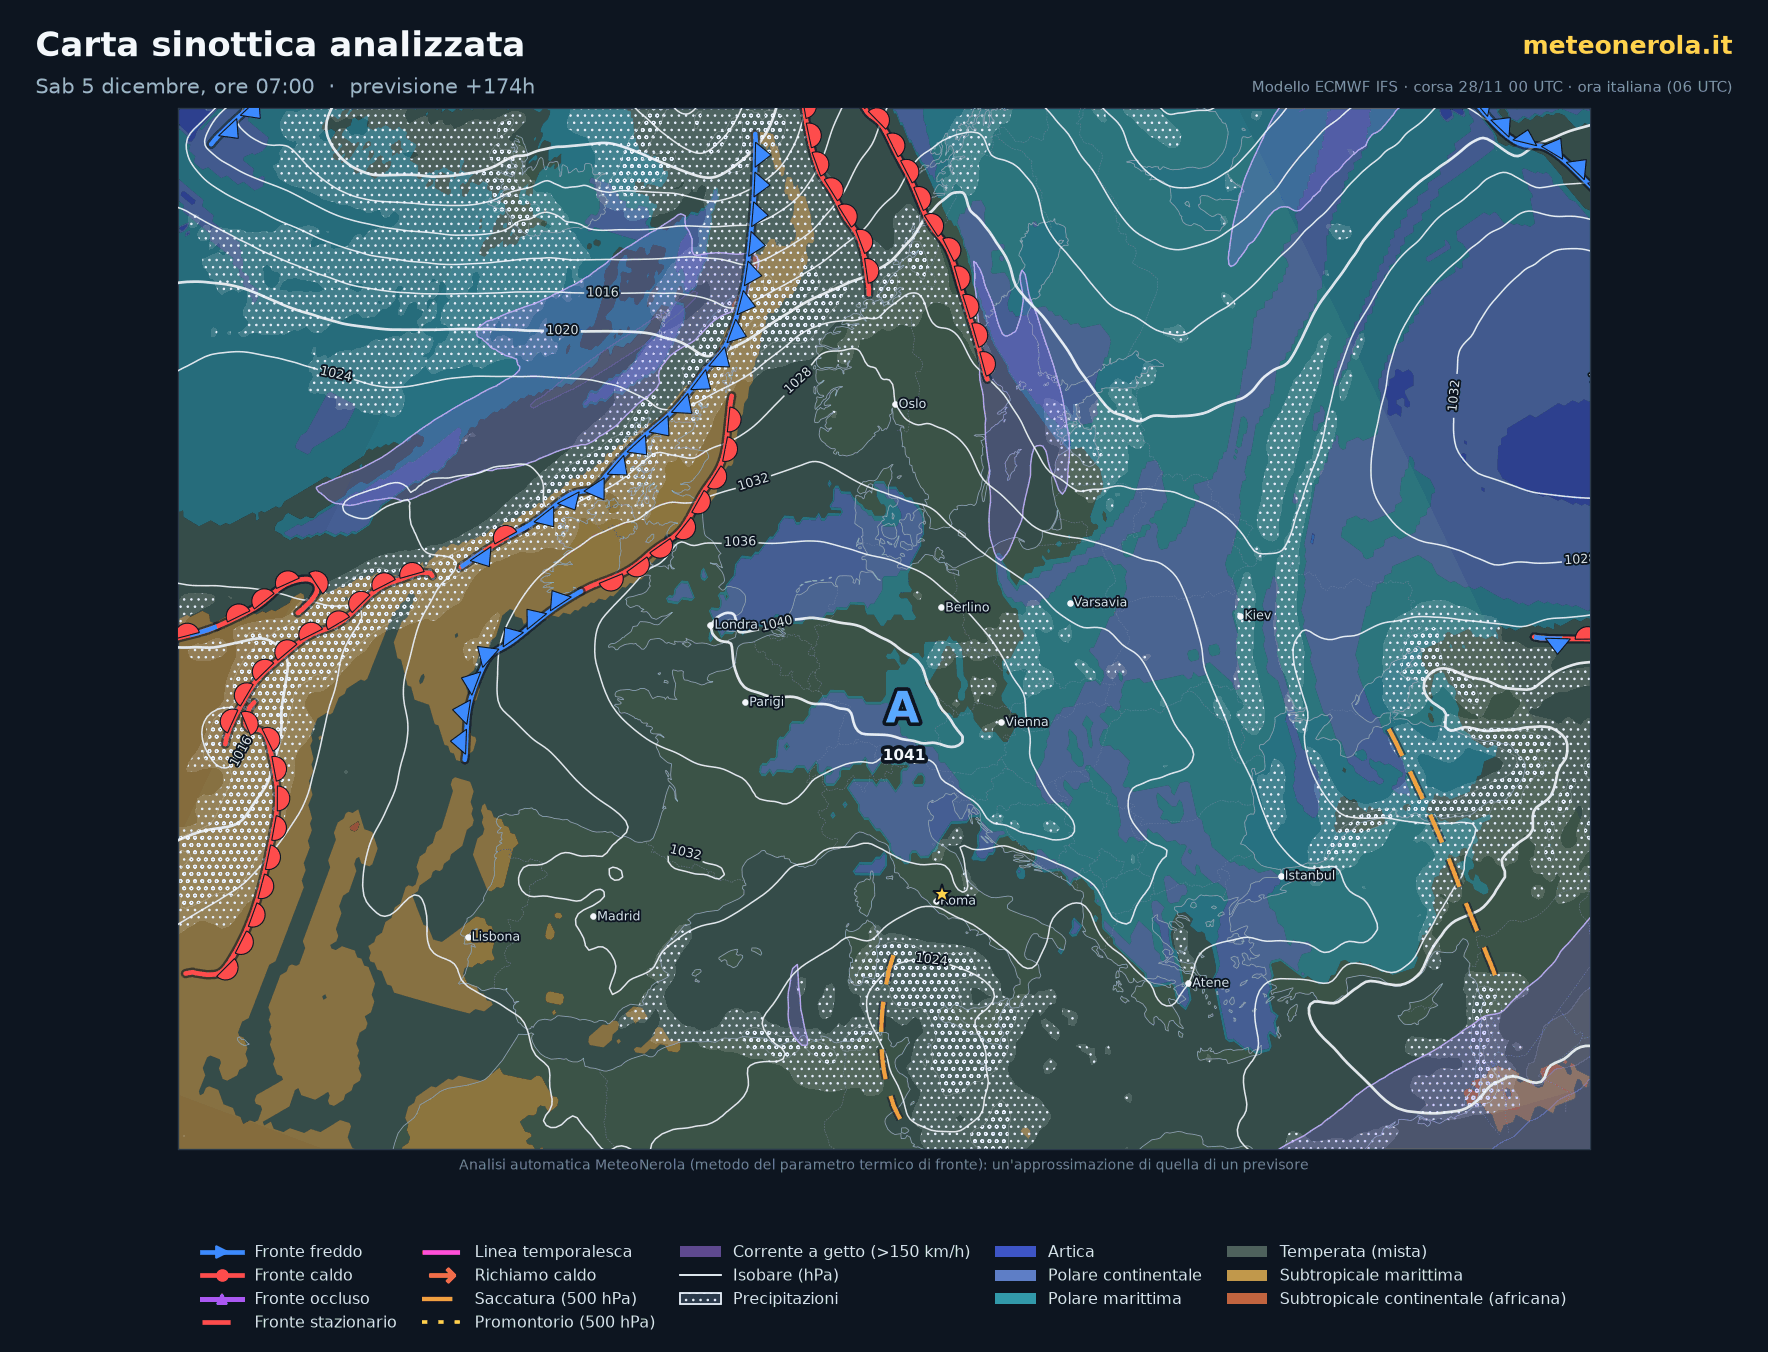 Carta sinottica analizzata
meteonerola.it
Sab 5 dicembre, ore 07:00 · previsione +174h
Modello ECMWF IFS · corsa 28/11 00 UTC · ora italiana (06 UTC)
1016
1020
1024
1028
1032
Oslo
1032
1036
1028
Berlino
Varsavia
Kiev
Londra
1040
Parigi
A
Vienna
1016
1041
1032
Istanbul
Roma
Madrid
Lisbona
1024
Atene
Analisi automatica MeteoNerola (metodo del parametro termico di fronte): un'approssimazione di quella di un previsore
Fronte freddo
Fronte caldo
Fronte occluso
Fronte stazionario
Linea temporalesca
Richiamo caldo
Saccatura (500 hPa)
Promontorio (500 hPa)
Corrente a getto (>150 km/h)
Isobare (hPa)
Precipitazioni
Artica
Polare continentale
Polare marittima
Temperata (mista)
Subtropicale marittima
Subtropicale continentale (africana)